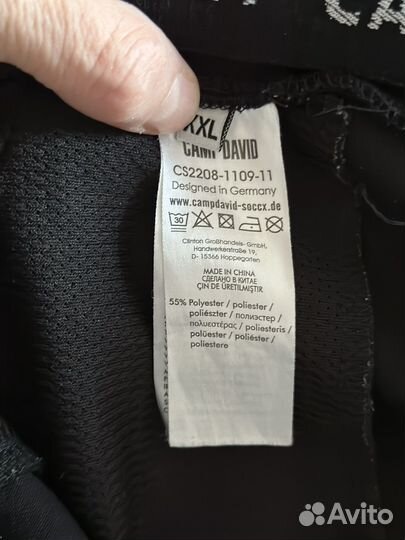 CA
XXL
CAMP DAVID
CS2208-1109-11
Designed in Germany
www.campdavid-soccx.de
30
Clinton Großhandels-GmbH,
Handwerkerstraße 19,
D- 15366 Hoppegarten
MADE IN CHINA
СДЕЛАНО В КИТАЕ
ÇIN DE ÜRETILMIŞTIR.
55% Polyester / poliester /
poliészter / полиэстер /
πολυεστέρας / poliesteris /
polüester / poliéster /
poliestere
Avito